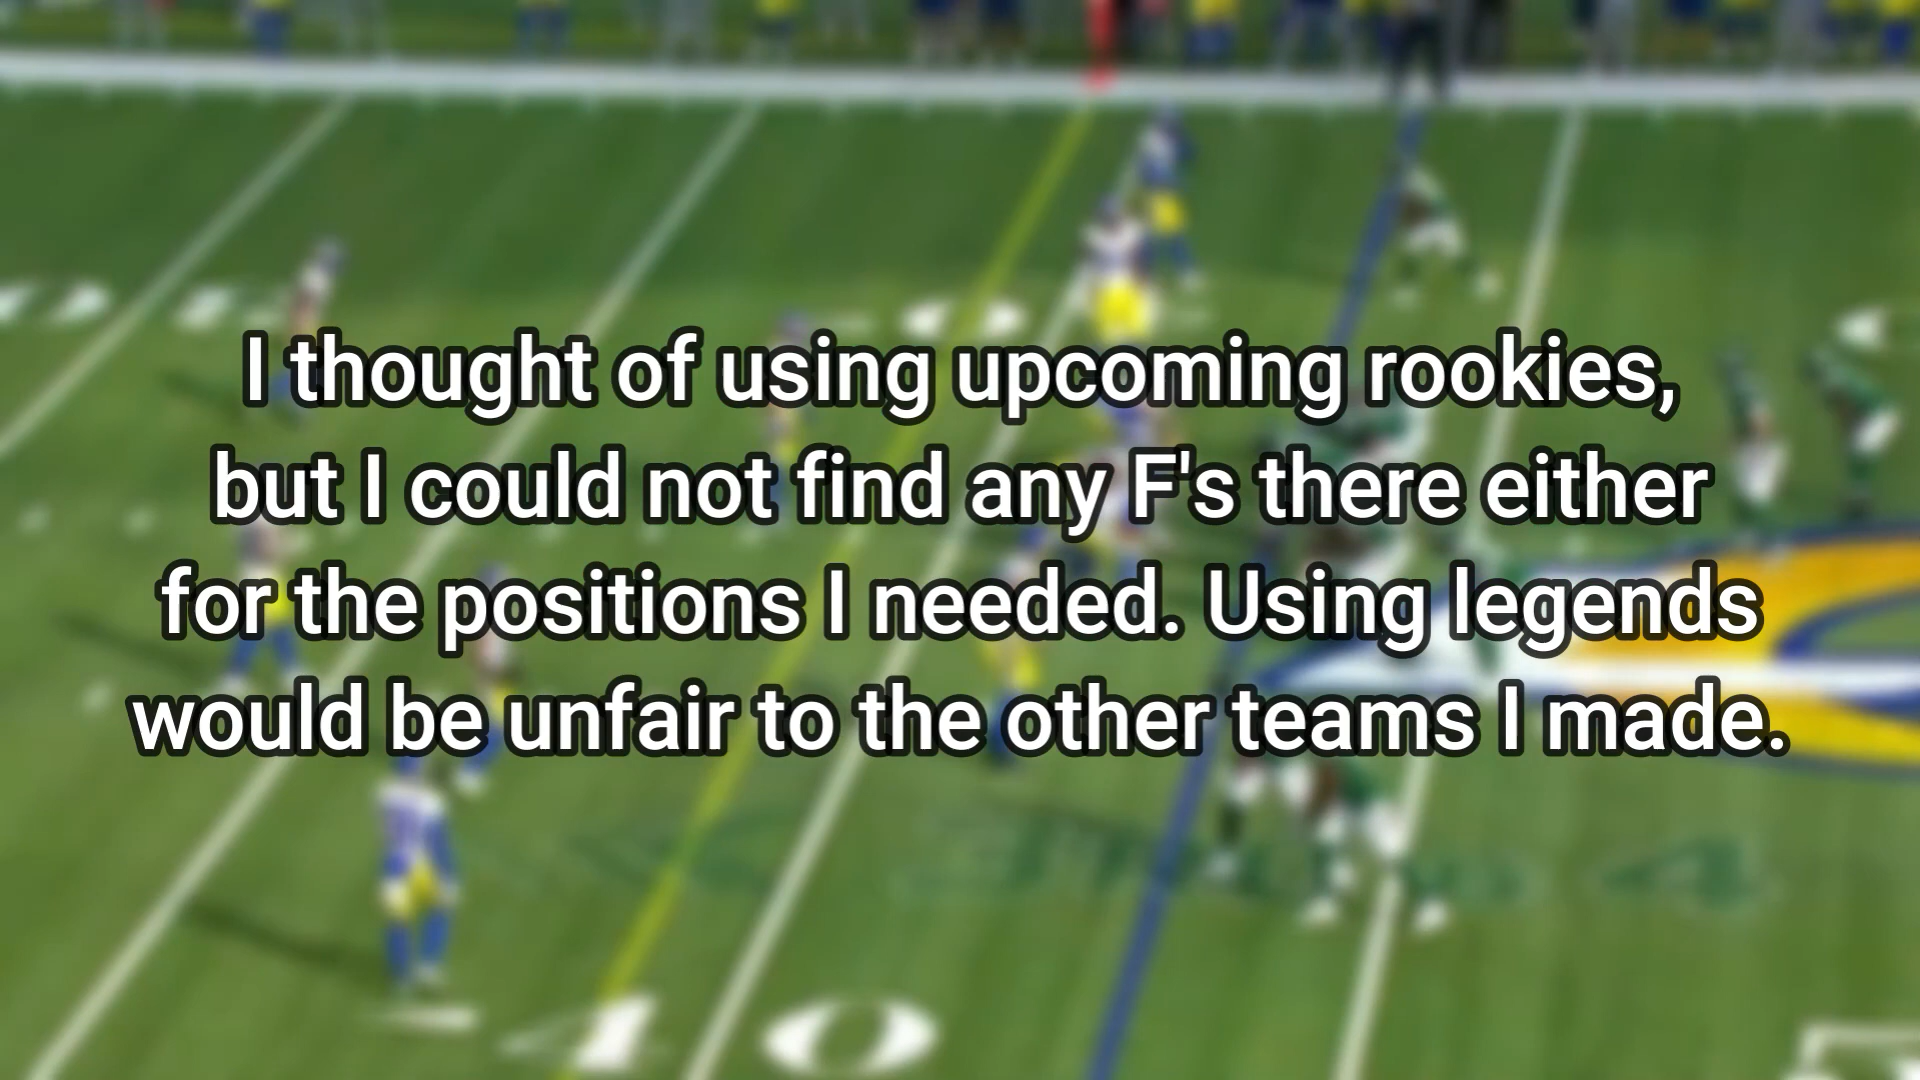 I thought of using upcoming rookies,
but I could not find any F's there either
for the positions I needed. Using legends
would be unfair to the other teams I made.
40